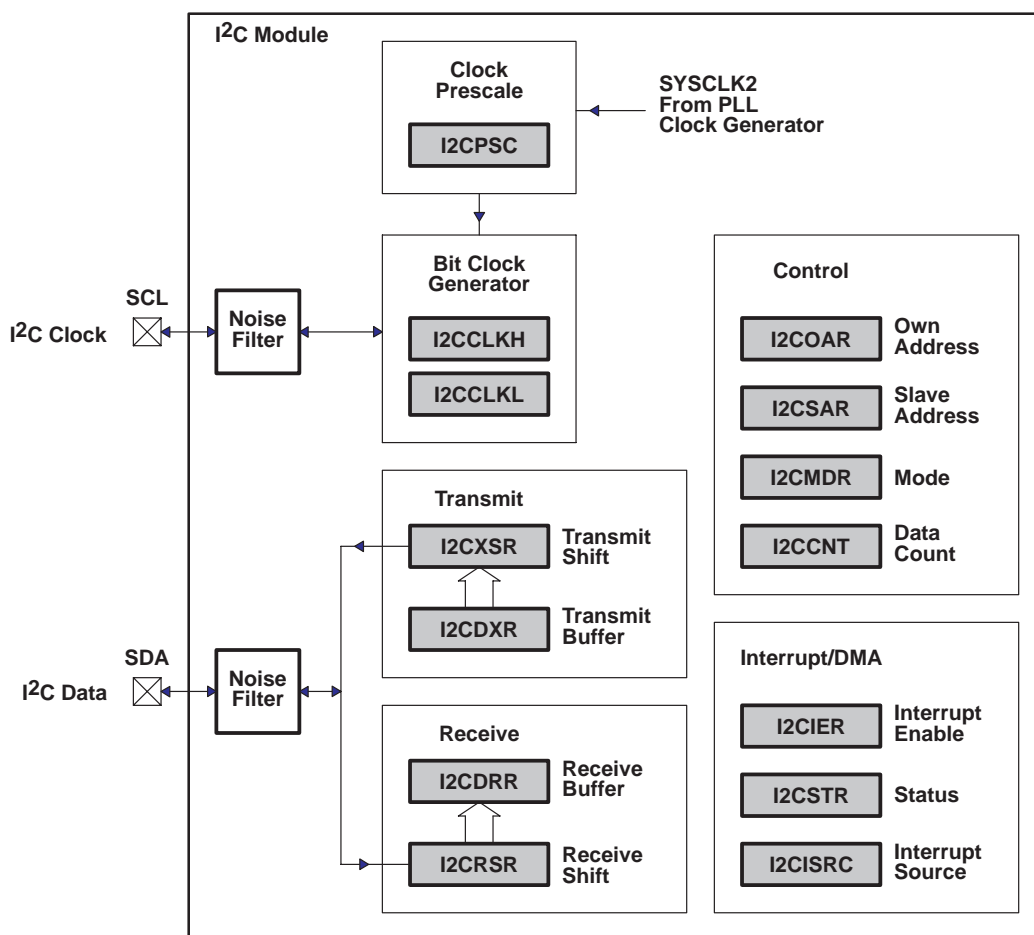 I2C Module
Clock
Prescale
I2CPSC
SYSCLK2
From PLL
Clock Generator
Bit Clock
Generator
I2CCLKH
I2CCLKL
SCL
I2C Clock
Noise
Filter
Control
I2COAR
Own
Address
I2CSAR
Slave
Address
I2CMDR
Mode
I2CCNT
Data
Count
Transmit
I2CXSR
Transmit
Shift
I2CDXR
Transmit
Buffer
SDA
I2C Data
Noise
Filter
Receive
I2CDRR
Receive
Buffer
I2CRSR
Receive
Shift
Interrupt/DMA
I2CIER
Interrupt
Enable
I2CSTR
Status
I2CISRC
Interrupt
Source